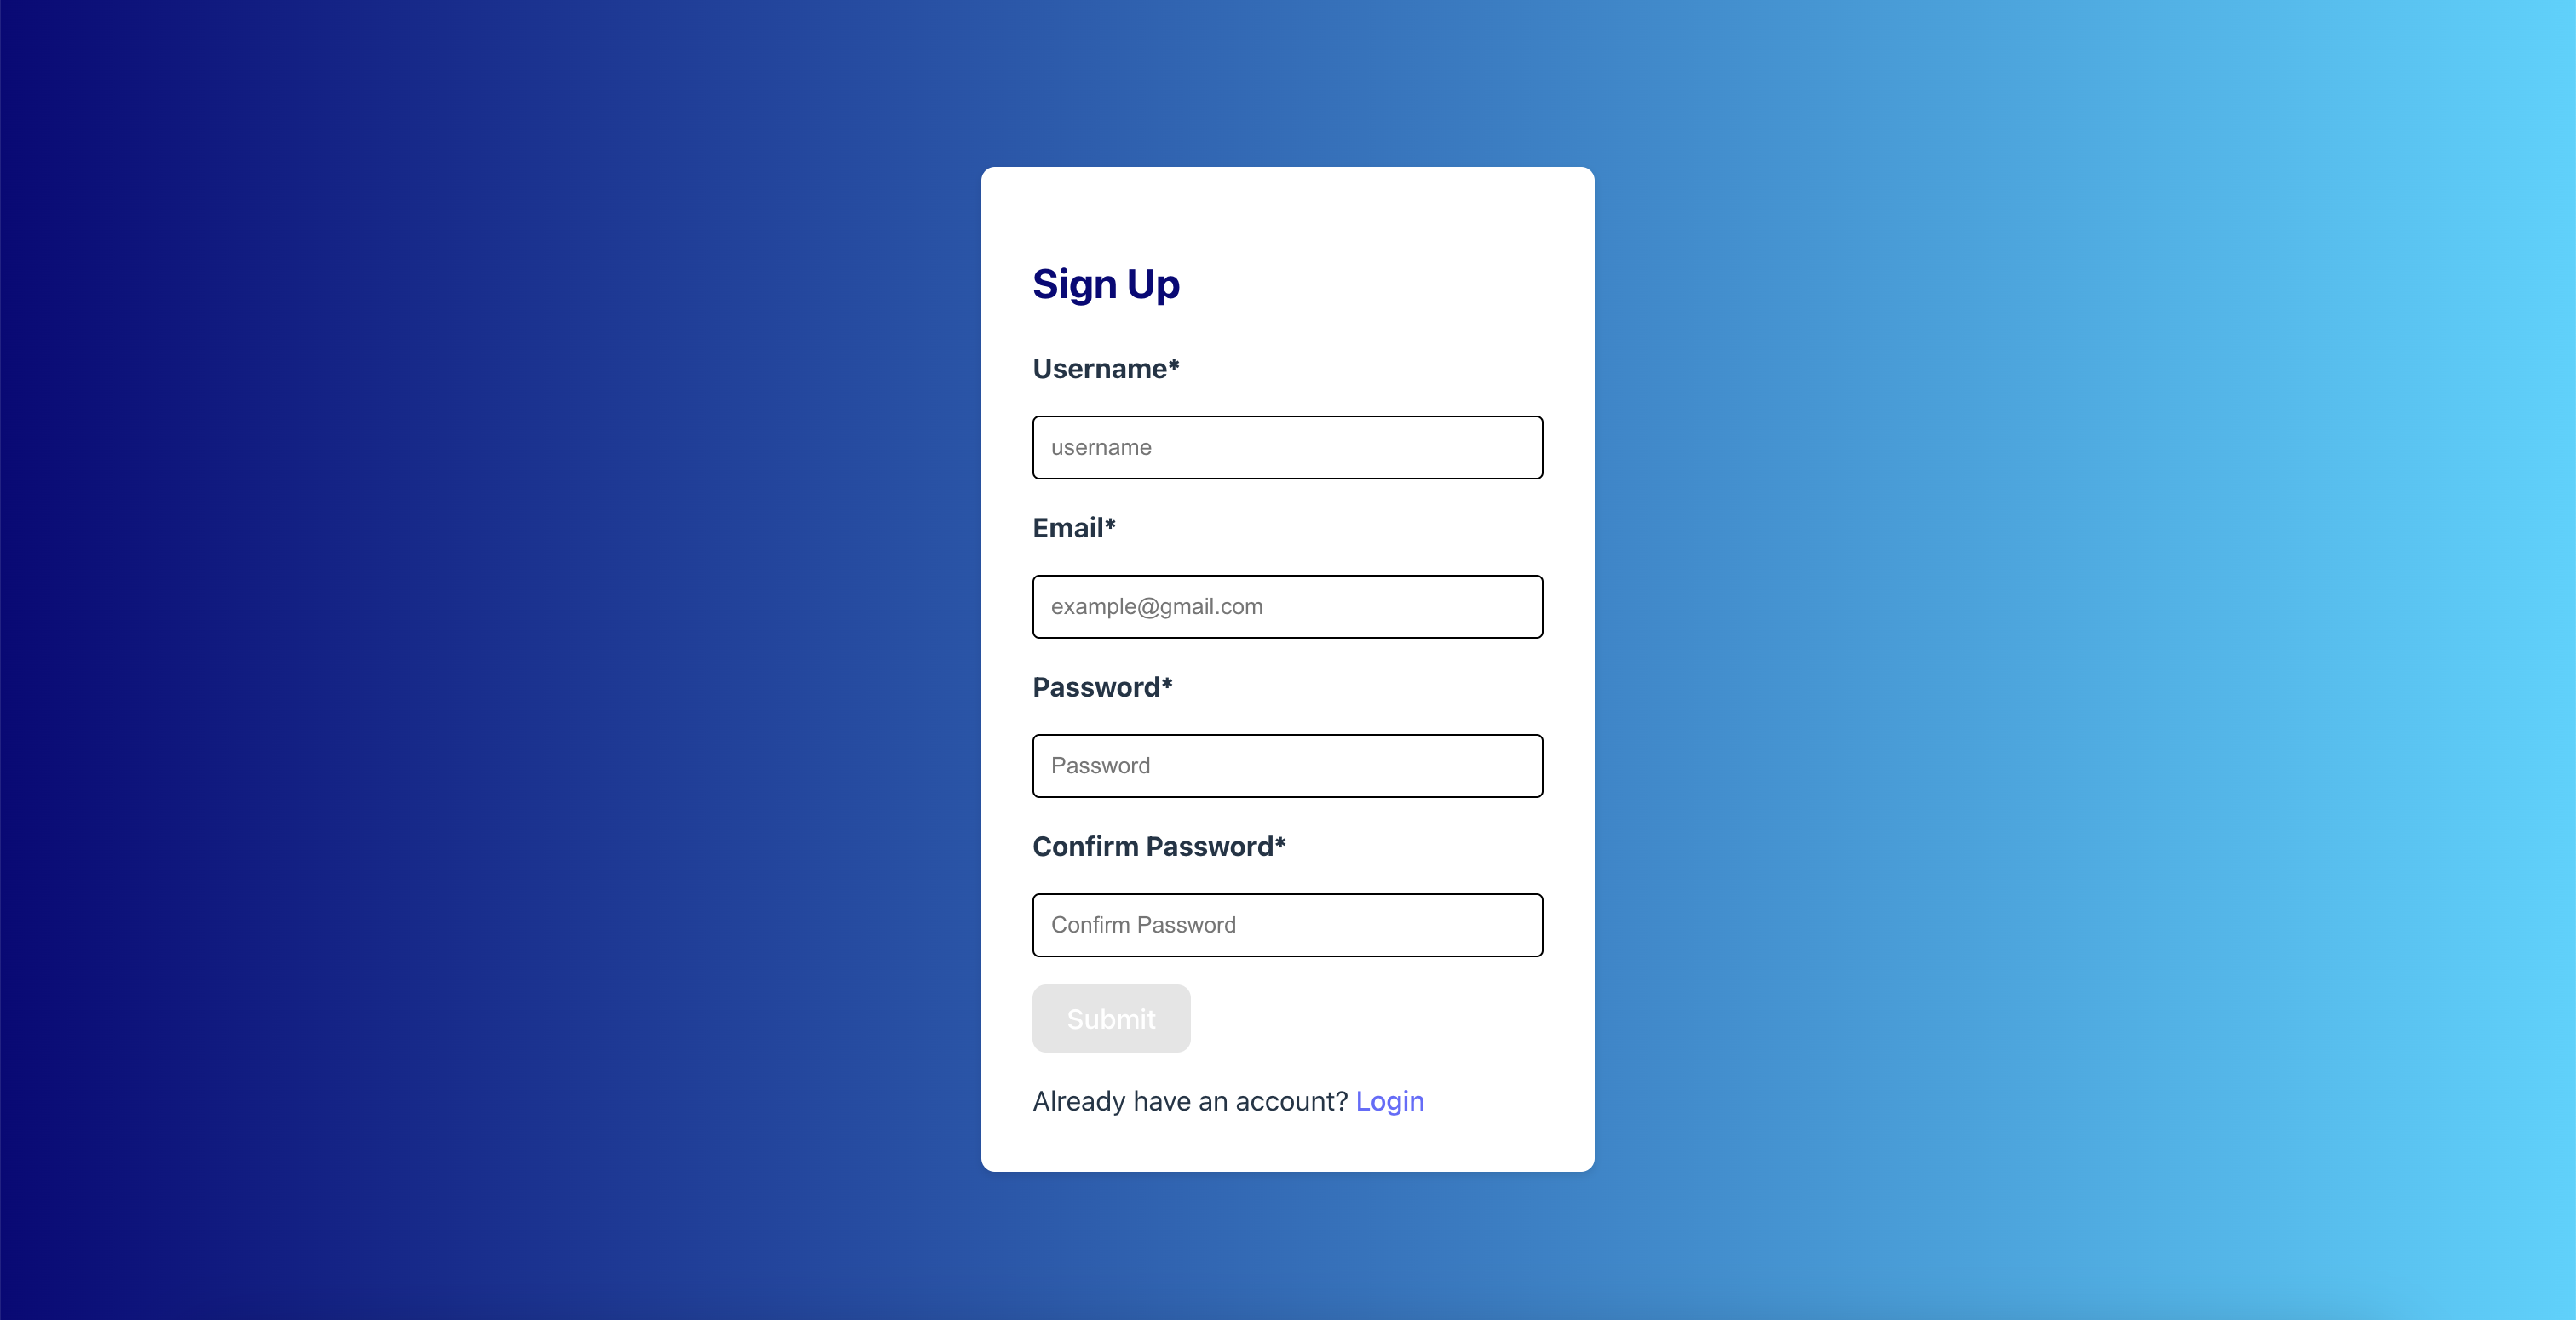 Sign Up
Username*
username
Email*
example@gmail.com
Password*
Password
Confirm Password*
Confirm Password
Submit
Already have an account? Login